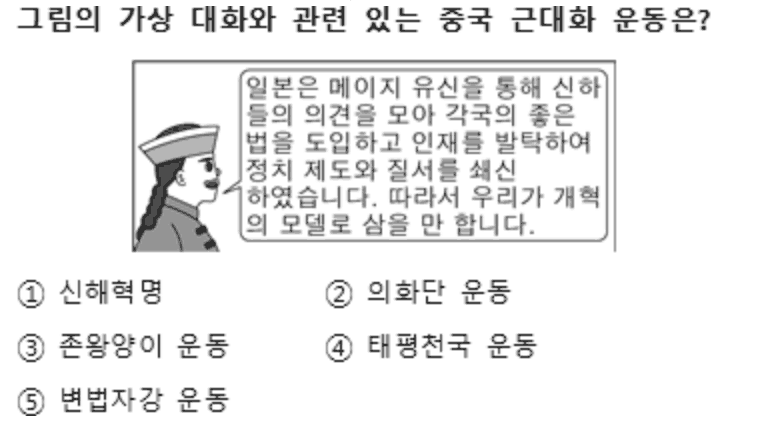 그림의 가상 대화와 관련 있는 중국 근대화 운동은?
일본은 메이지 유신을 통해 신하
들의 의견을 모아 각국의 좋은
법을 도입하고 인재를 발탁하여
정치 제도와 질서를 쇄신
하였습니다. 따라서 우리가 개혁
의 모델로 삼을 만 합니다.
① 신해혁명 ② 의화단 운동
③ 존왕양이 운동 ④ 태평천국 운동
⑤ 변법자강 운동